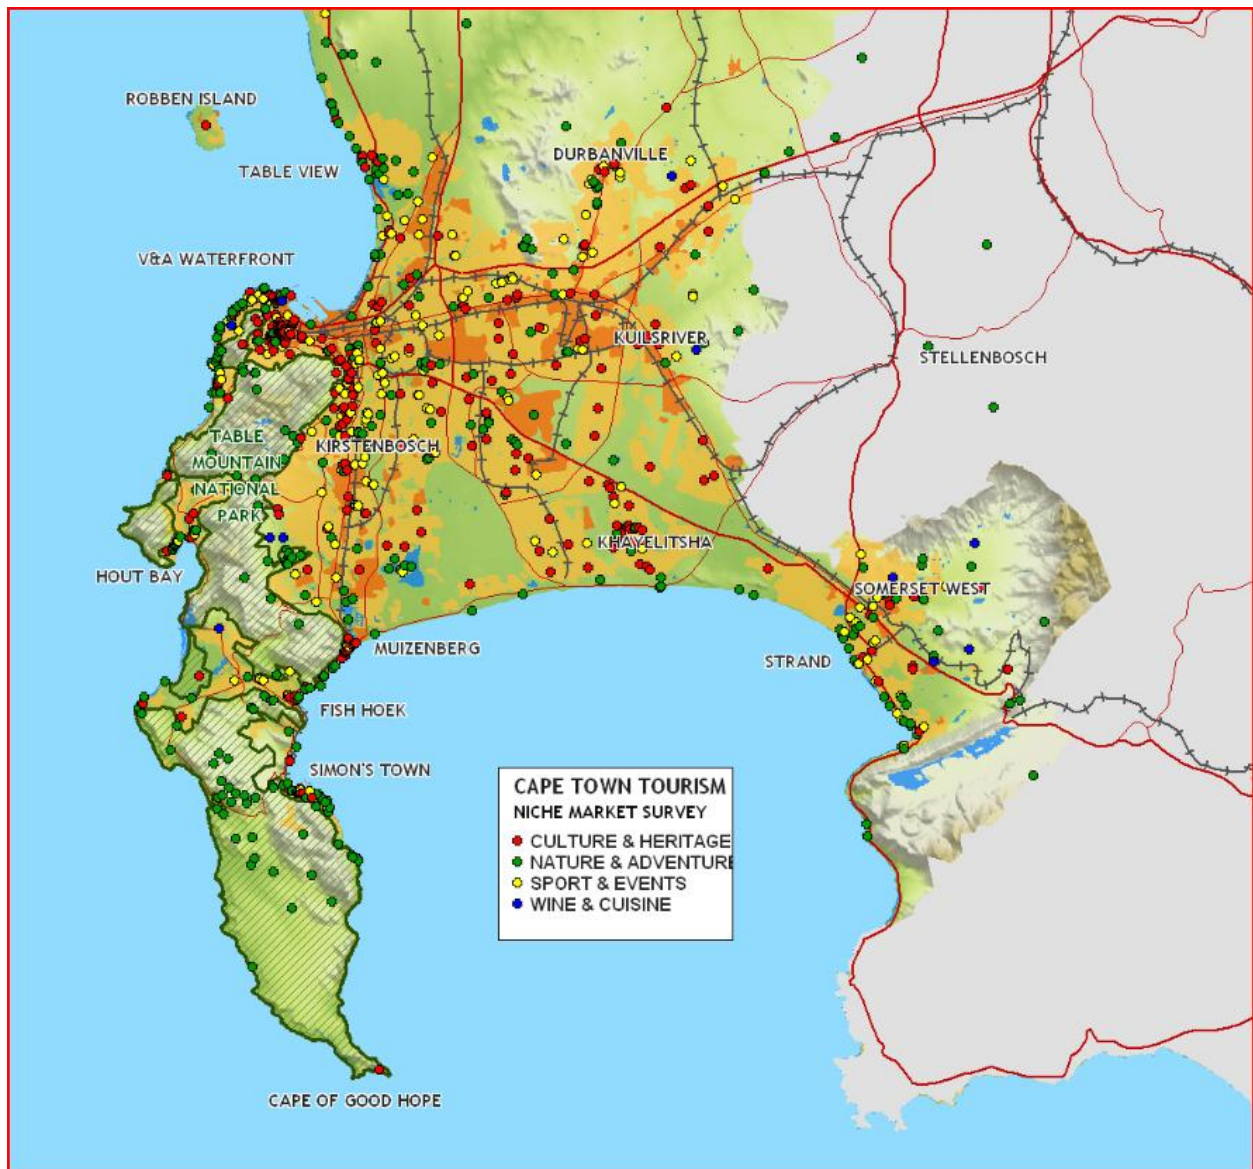 ROBBEN ISLAND
DURBANVILLE
TABLE VIEW
V&A WATERFRONT
KUILSRIVER
STELLENBOSCH
TABLE
MOUNTAIN
NATIONAL
PARK
KIRSTENBOSCH
KHAYELITSHA
HOUT BAY
SOMERSET WEST
MUIZENBERG
STRAND
FISH HOEK
SIMON'S TOWN
CAPE TOWN TOURISM
NICHE MARKET SURVEY
CULTURE & HERITAGE
NATURE & ADVENTURE
SPORT & EVENTS
WINE & CUISINE
CAPE OF GOOD HOPE